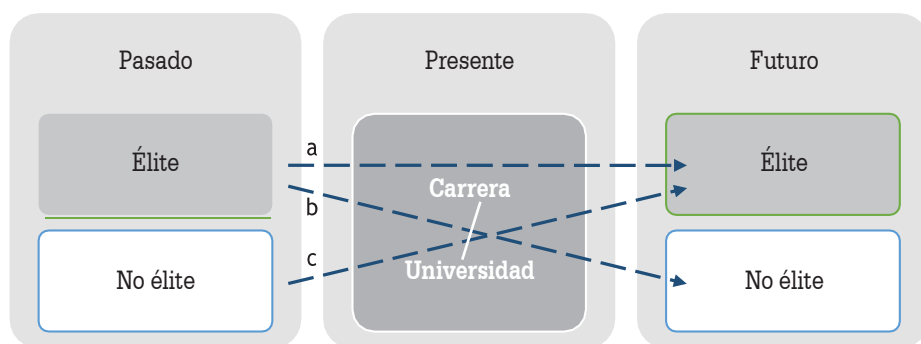 Pasado
Presente
Futuro
Élite
a
Élite
Carrera
b
c
No élite
Universidad
No élite